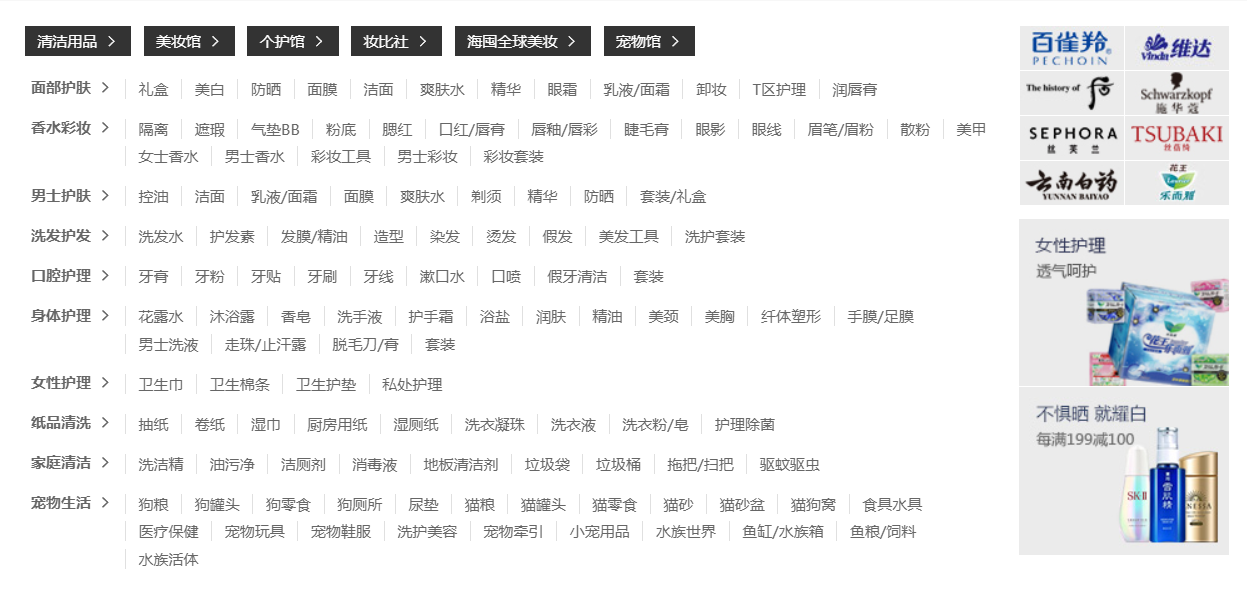 清洁用品 美妆馆 个护馆 妆比社 海囤全球美妆 宠物馆
面部护肤 礼盒 美白 防晒 面膜 洁面 爽肤水 精华 眼霜 乳液/面霜 卸妆 T区护理 润唇膏
香水彩妆 隔离 遮瑕 气垫BB 粉底 腮红 口红/唇膏 唇釉/唇彩 睫毛膏 眼影 眼线 眉笔/眉粉 散粉 美甲
女士香水 男士香水 彩妆工具 男士彩妆 彩妆套装
男士护肤 控油 洁面 乳液/面霜 面膜 爽肤水 剃须 精华 防晒 套装/礼盒
洗发护发 洗发水 护发素 发膜/精油 造型 染发 烫发 假发 美发工具 洗护套装
口腔护理 牙膏 牙粉 牙贴 牙刷 牙线 漱口水 口喷 假牙清洁 套装
身体护理 花露水 沐浴露 香皂 洗手液 护手霜 浴盐 润肤 精油 美颈 美胸 纤体塑形 手膜/足膜
男士洗液 走珠/止汗露 脱毛刀/膏 套装
女性护理 卫生巾 卫生棉条 卫生护垫 私处护理
纸品清洗 抽纸 卷纸 湿巾 厨房用纸 湿厕纸 洗衣凝珠 洗衣液 洗衣粉/皂 护理除菌
家庭清洁 洗洁精 油污净 洁厕剂 消毒液 地板清洁剂 垃圾袋 垃圾桶 拖把/扫把 驱蚊驱虫
宠物生活 狗粮 狗罐头 狗零食 狗厕所 尿垫 猫粮 猫罐头 猫零食 猫砂 猫砂盆 猫狗窝 食具水具
医疗保健 宠物玩具 宠物鞋服 洗护美容 宠物牵引 小宠用品 水族世界 鱼缸/水族箱 鱼粮/饲料
水族活体
百雀羚
PECHOIN
Vinda 维达
The history of
Schwarzkopf
施华蔻
SEPHORA
丝芙兰
TSUBAKI
丝蓓绮
云南白药
YUNNAN BAIYAO
花王
乐而雅
女性护理
透气呵护
花王
不惧晒 就耀白
每满199减100
SK-II
雪肌精